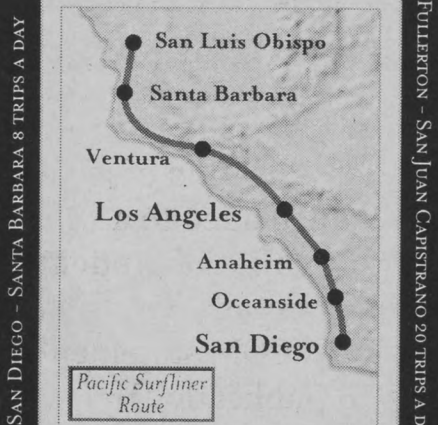 SAN DIEGO – SANTA BARBARA 8 TRIPS A DAY
San Luis Obispo
Santa Barbara
Ventura
Los Angeles
Anaheim
Oceanside
San Diego
Pacific Surfliner
Route
FULLERTON – SAN JUAN CAPISTRANO 20 TRIPS A D